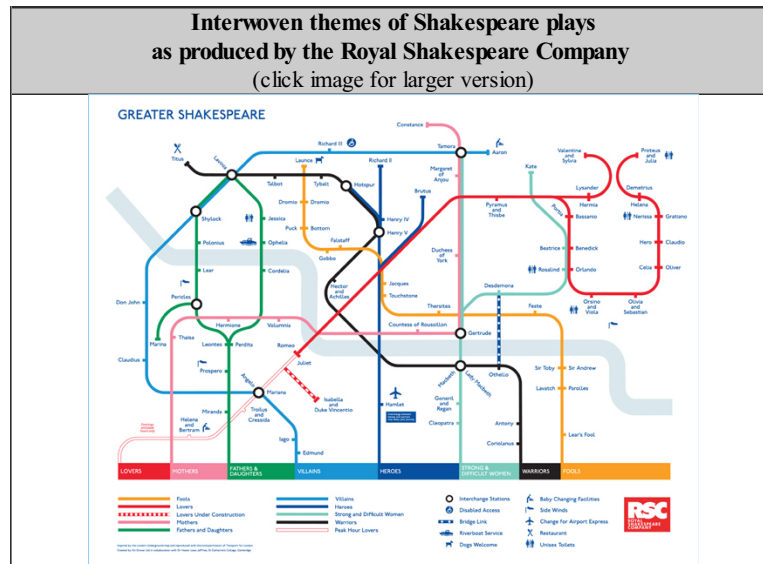 Interwoven themes of Shakespeare plays
as produced by the Royal Shakespeare Company
(click image for larger version)
GREATER SHAKESPEARE
Constance
Richard III
Titus
Lavinia
Launce
Richard II
Tamora
Aaron
Valentine
and
Sylvia
Proteus
and
Julia
Kate
Talbot
Tybalt
Hotspur
Margaret
of
Anjou
Brutus
Lysander
Demetrius
Dromio
Dromio
Shylock
Jessica
Henry IV
Pyramus
and
Thisbe
Hermia
Helena
Portia
Bassanio
Nerissa
Gratiano
Puck
Bottom
Henry V
Polonius
Ophelia
Falstaff
Gobbo
Duchess
of
York
Beatrice
Benedick
Hero
Claudio
Lear
Cordelia
Rosalind
Orlando
Celia
Oliver
Pericles
Hector
and
Achilles
Jacques
Touchstone
Desdemona
Don John
Thersites
Feste
Orsino
and
Viola
Olivia
and
Sebastian
Marina
Thaisa
Hermione
Volumnia
Countess of Rousillon
Gertrude
Leontes
Perdita
Romeo
Juliet
Claudius
Prospero
Macbeth
Lady Macbeth
Othello
Sir Toby
Sir Andrew
Angelo
Mariana
Isabella
and
Duke Vincentio
Hamlet
Goneril
and
Regan
Lavatch
Parolles
Miranda
Troilus
and
Cressida
Helena
and
Bertram
Cleopatra
Antony
Coriolanus
Iago
Edmund
Lear's Fool
LOVERS
MOTHERS
FATHERS &
DAUGHTERS
VILLAINS
HEROES
STRONG &
DIFFICULT WOMEN
WARRIORS
FOOLS
Fools
Lovers
Lovers Under Construction
Mothers
Fathers and Daughters
Villains
Heroes
Strong and Difficult Women
Warriors
Peak Hour Lovers
Interchange Stations
Disabled Access
Bridge Link
Riverboat Service
Dogs Welcome
Baby Changing Facilities
Side Winds
Change for Airport Express
Restaurant
Unisex Toilets
RSC
ROYAL
SHAKESPEARE
COMPANY